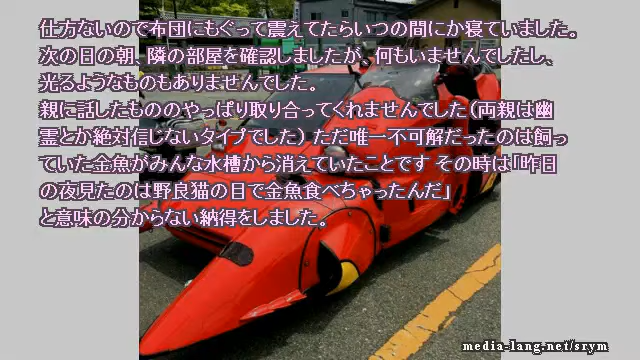 仕方ないので布団にもぐって震えてたらいつの間にか寝ていました。
次の日の朝、隣の部屋を確認しましたが、何もいませんでしたし、
光るようなものもありませんでした。
親に話したもののやっぱり取り合ってくれませんでした（両親は幽
霊とか絶対信じないタイプでした） ただ唯一不可解だったのは飼っ
ていた金魚がみんな水槽から消えていたことです その時は「昨日
の夜見たのは野良猫の目で金魚食べちゃったんだ」
と意味の分からない納得をしました。
media-lang.net/srym